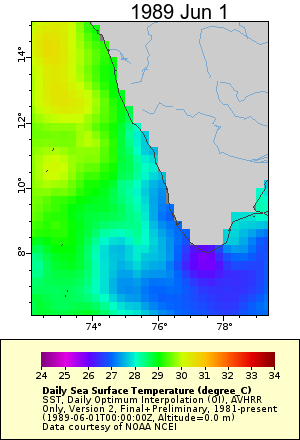 1989 Jun 1
14°
12°
10°
8°
74° 76° 78°
24 25 26 27 28 29 30 31 32 33 34
Daily Sea Surface Temperature (degree_C)
SST, Daily Optimum Interpolation (OI), AVHRR
Only, Version 2, Final+Preliminary, 1981-present
(1989-06-01T00:00:00Z, Altitude=0.0 m)
Data courtesy of NOAA NCEI